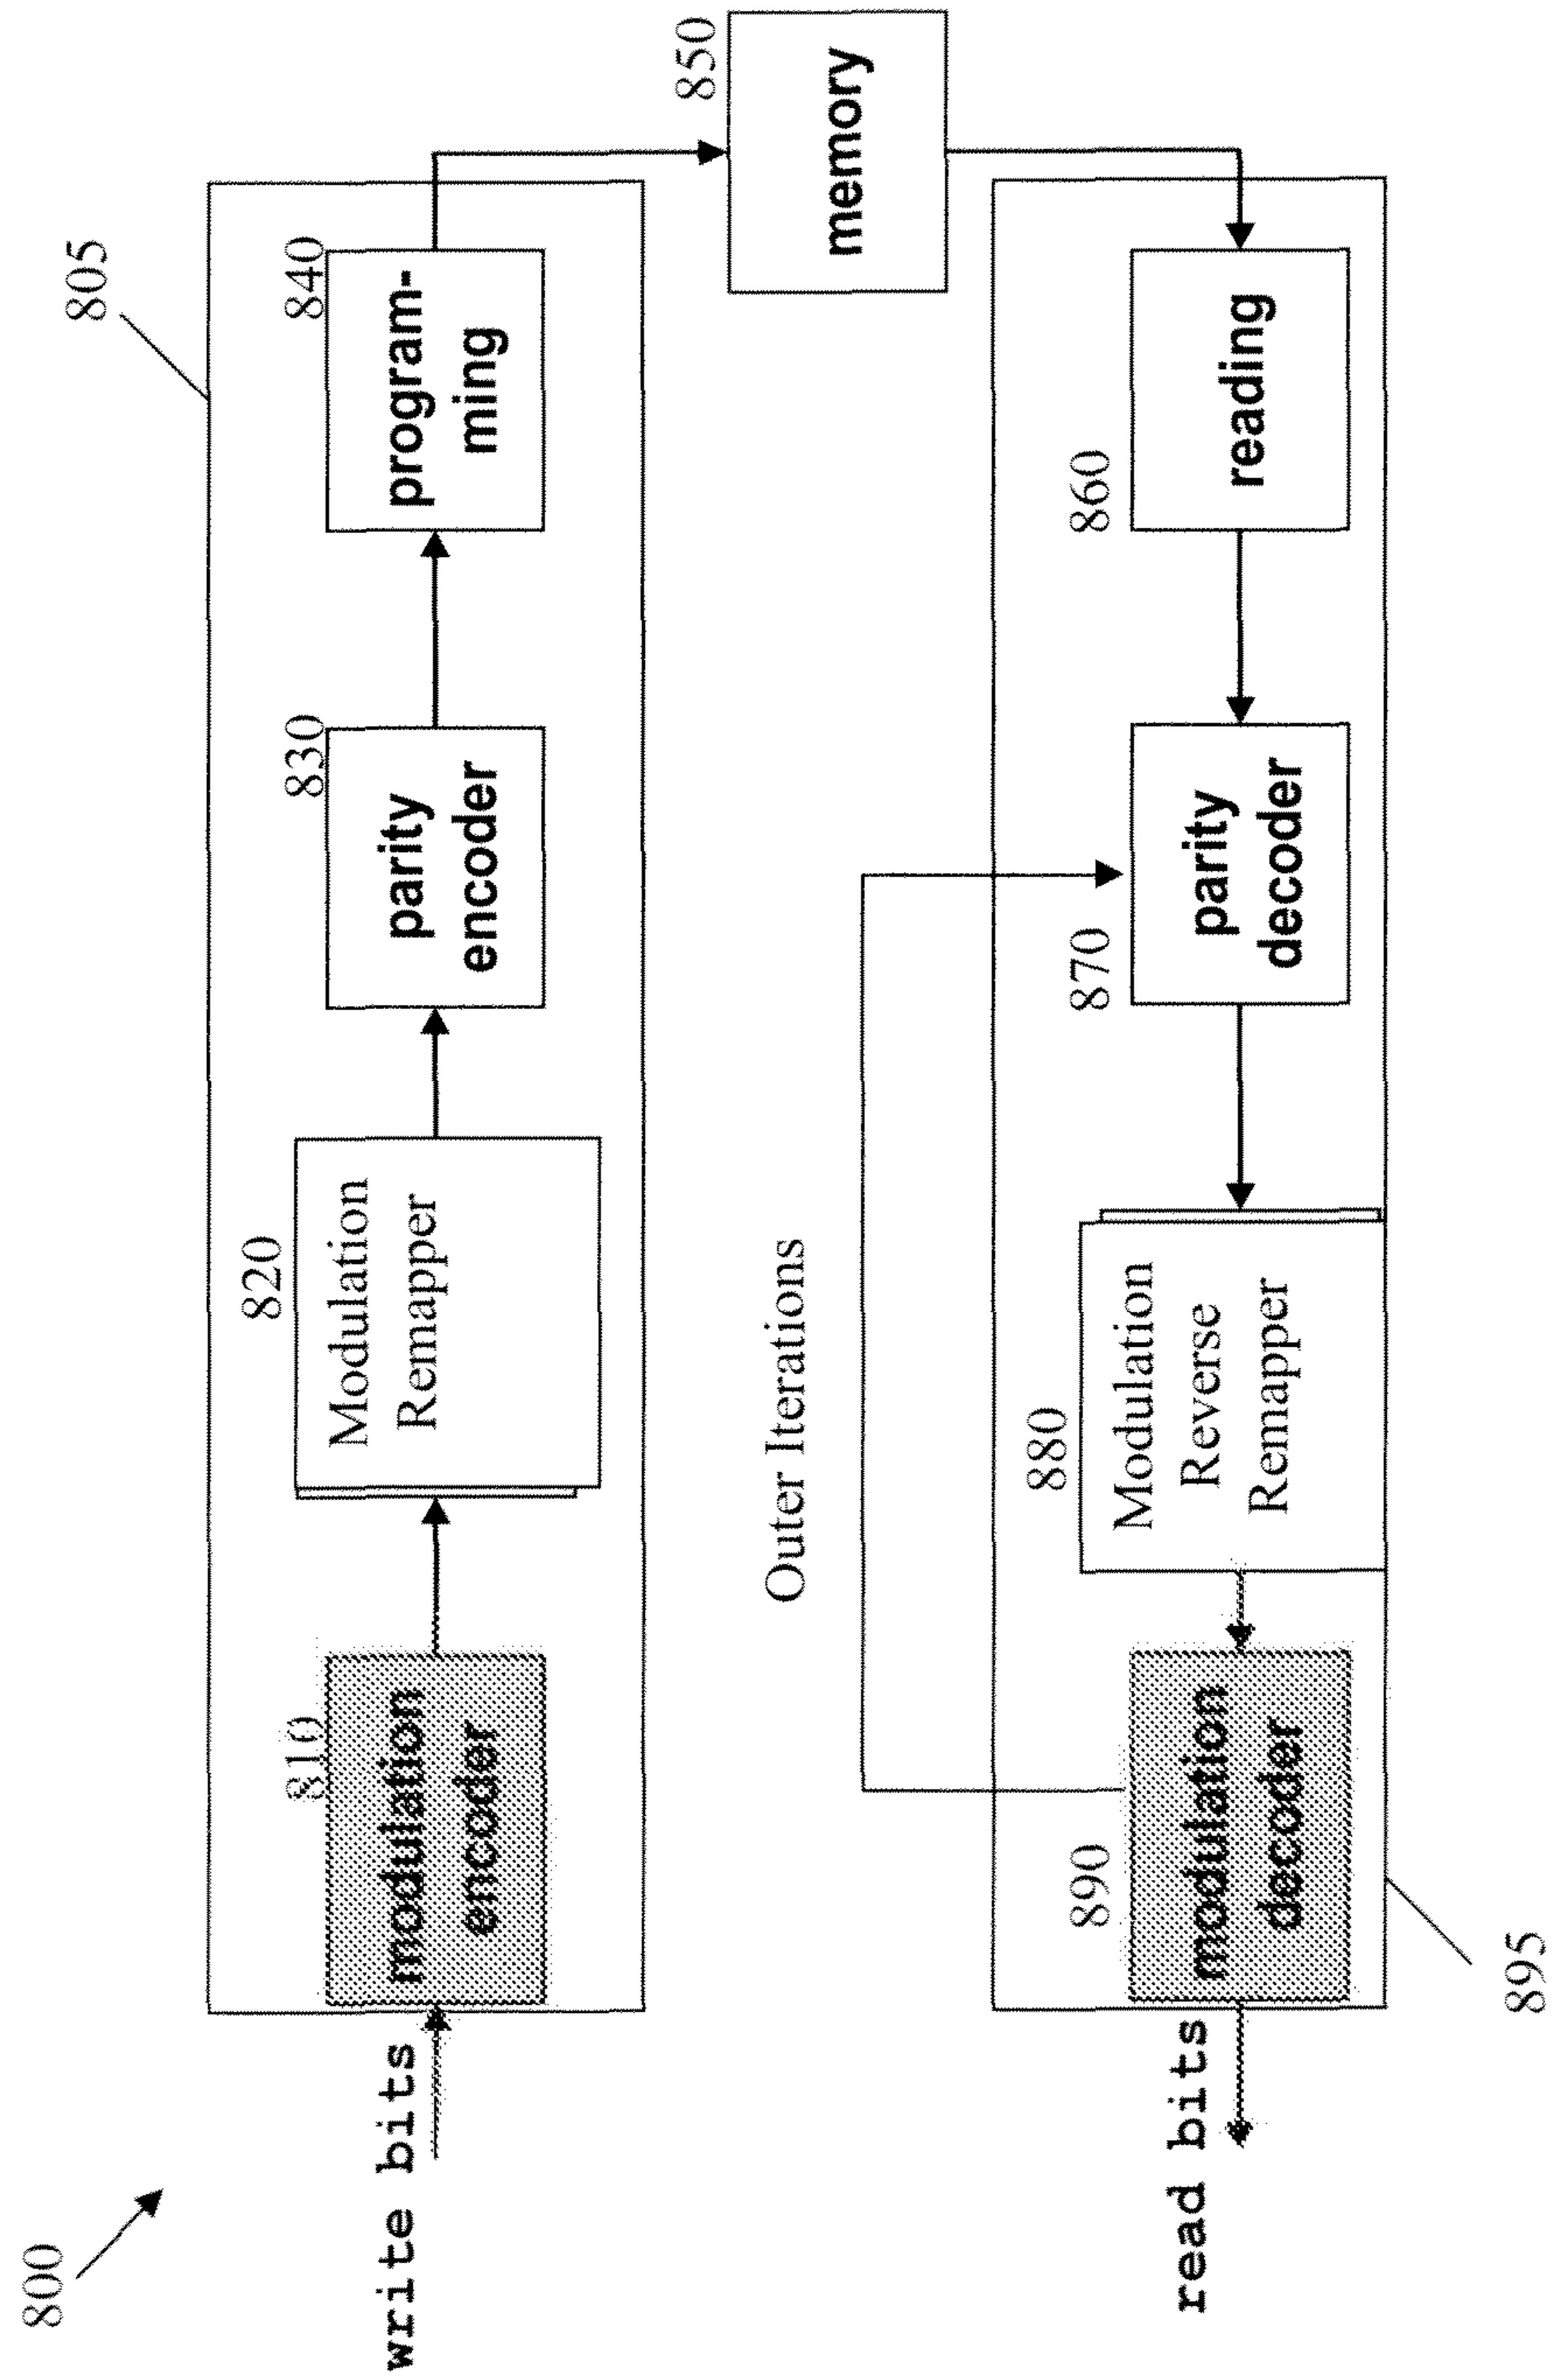 800
805
write bits
810
modulation
encoder
820
Modulation
Remapper
830
parity
encoder
840
program-
ming
850
memory
Outer Iterations
read bits
890
modulation
decoder
880
Modulation
Reverse
Remapper
870
parity
decoder
860
reading
895